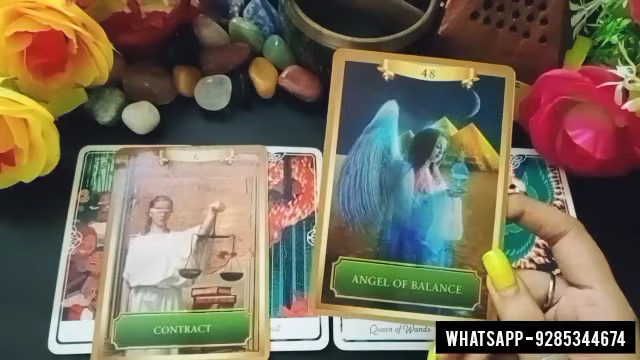 48
ANGEL OF BALANCE
CONTRACT
Queen of Wands
WHATSAPP-9285344674